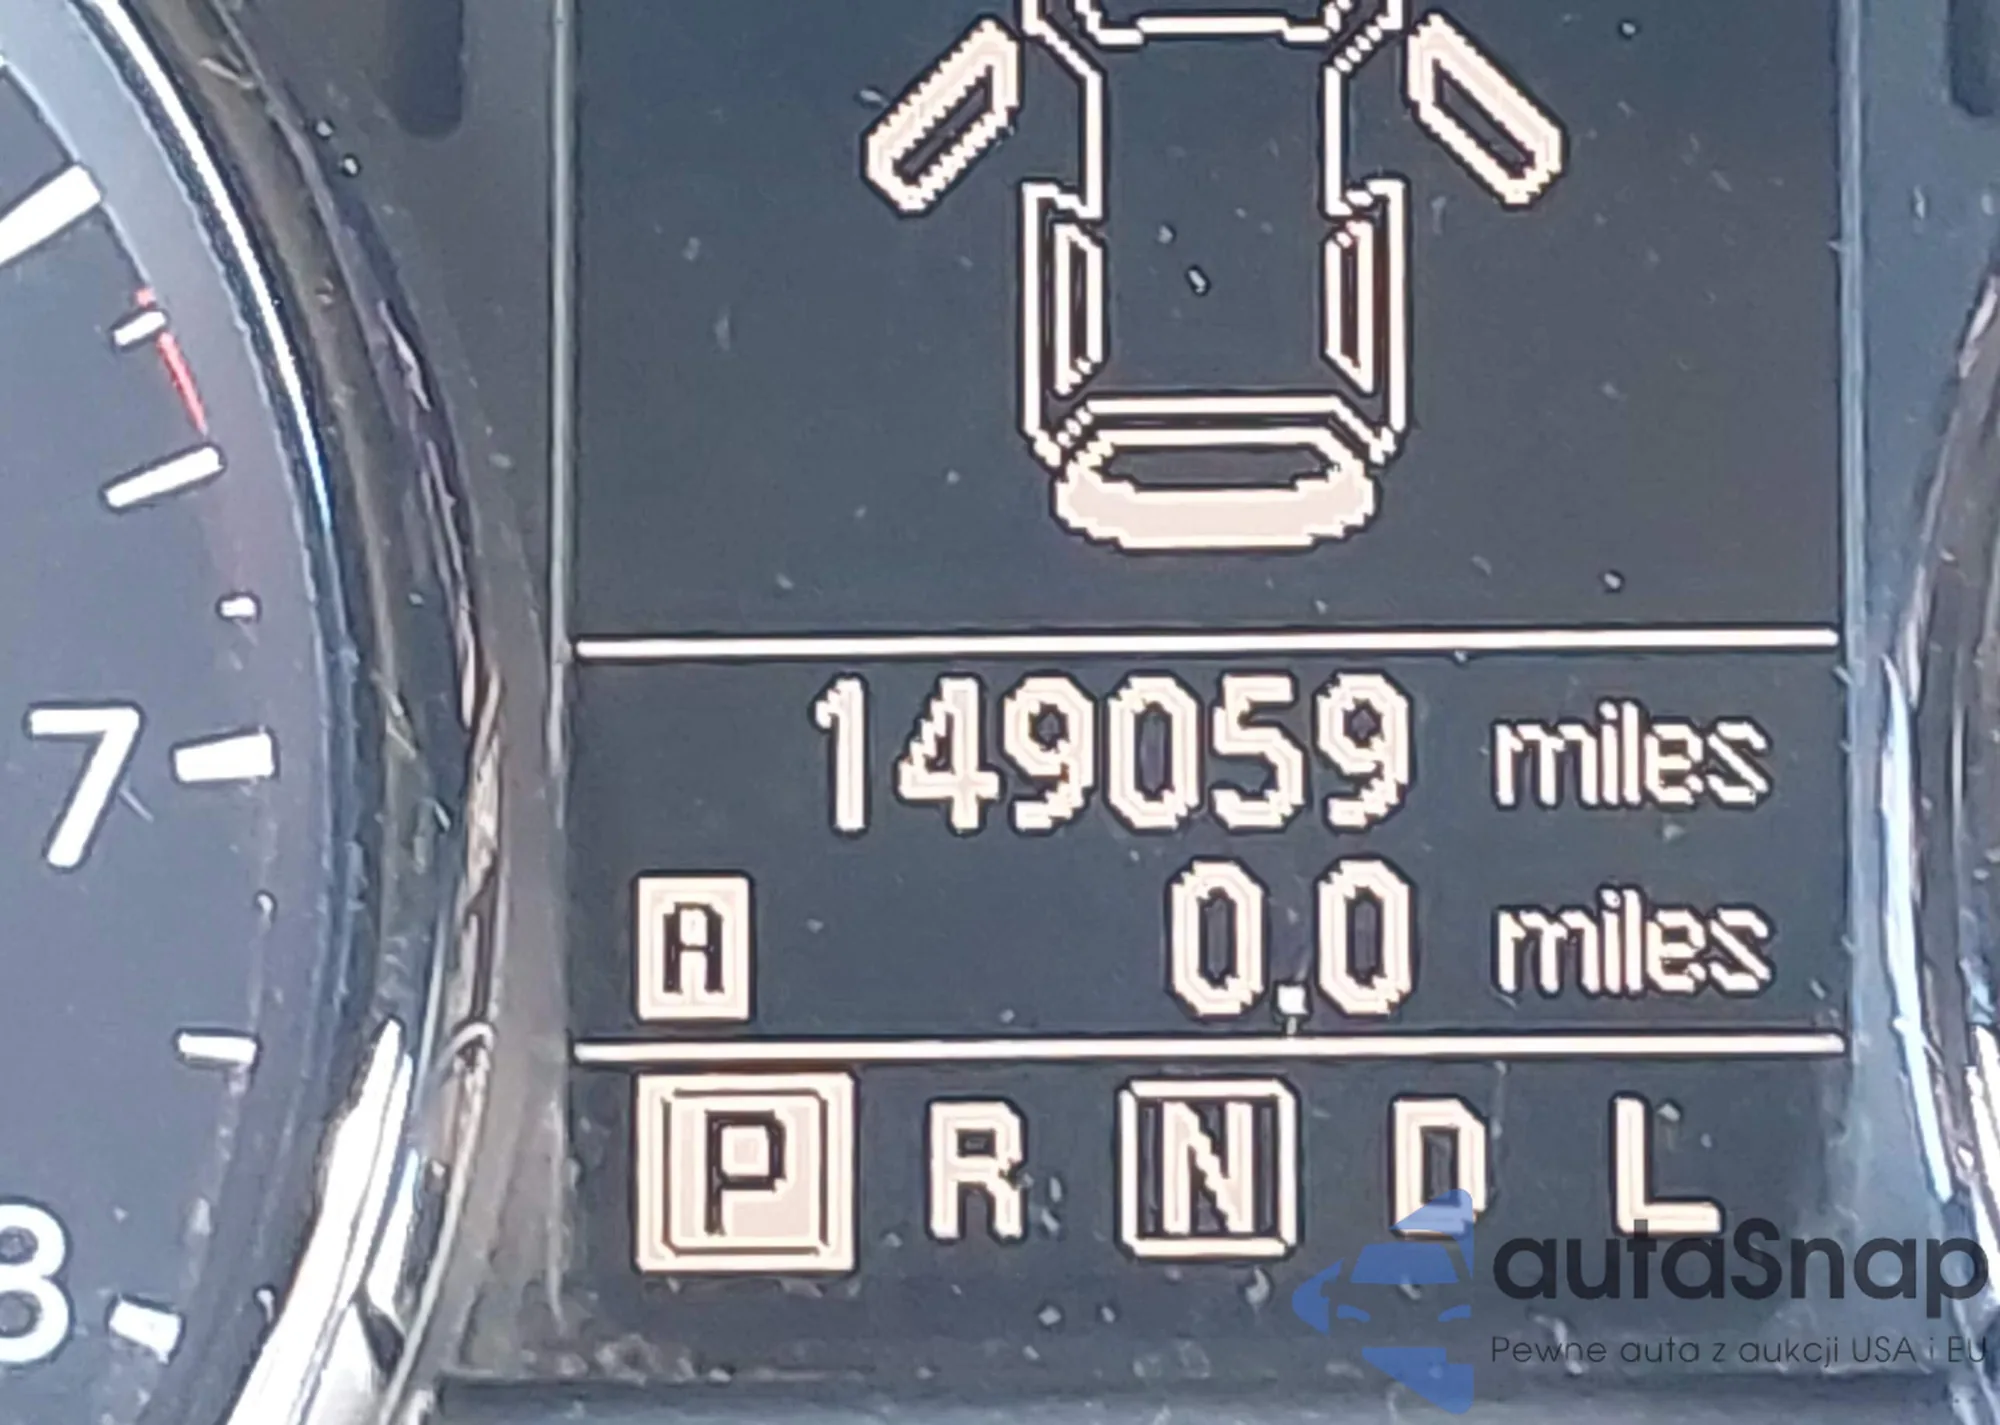 7
8
149059 miles
A 0.0 miles
P R N D L
autaSnap
Pewne auta z aukcji USA i EU